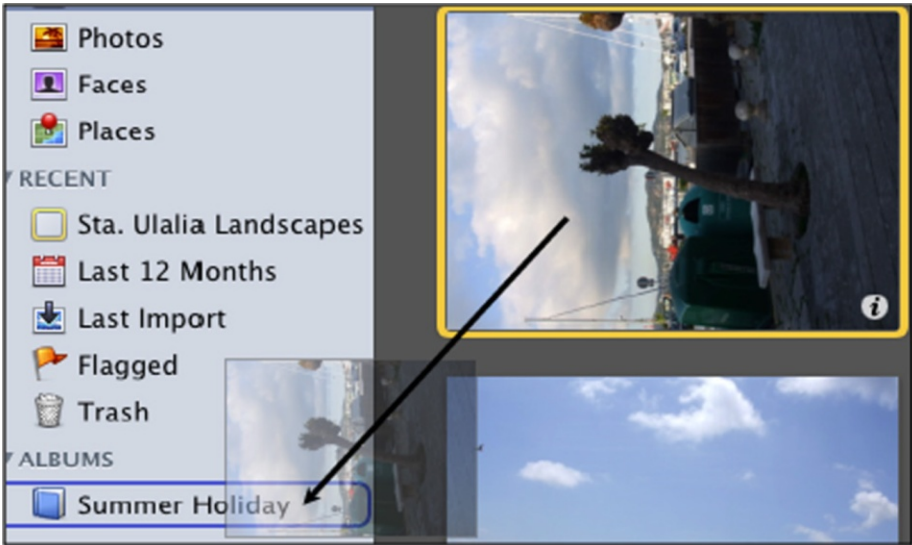 Photos
Faces
Places
RECENT
Sta. Ulalia Landscapes
Last 12 Months
Last Import
Flagged
Trash
ALBUMS
Summer Holiday
i